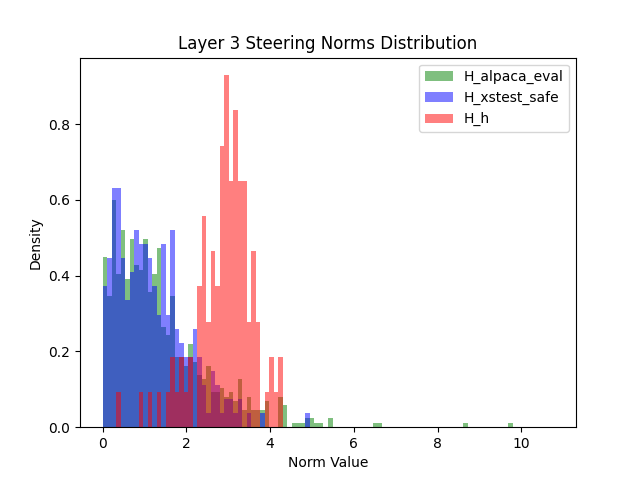 Layer 3 Steering Norms Distribution
H_alpaca_eval
H_xstest_safe
H_h
Density
0.8
0.6
0.4
0.2
0.0
0 2 4 6 8 10
Norm Value